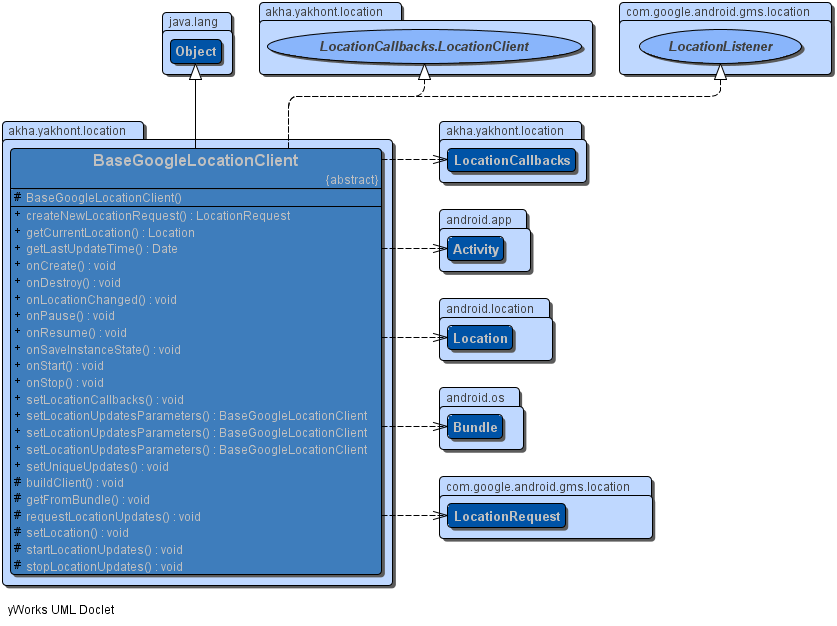 java.lang
Object
akha.yakhont.location
LocationCallbacks.LocationClient
com.google.android.gms.location
LocationListener
akha.yakhont.location
BaseGoogleLocationClient
{abstract}
# BaseGoogleLocationClient()
+ createNewLocationRequest() : LocationRequest
+ getCurrentLocation() : Location
+ getLastUpdateTime() : Date
+ onCreate() : void
+ onDestroy() : void
+ onLocationChanged() : void
+ onPause() : void
+ onResume() : void
+ onSaveInstanceState() : void
+ onStart() : void
+ onStop() : void
+ setLocationCallbacks() : void
+ setLocationUpdatesParameters() : BaseGoogleLocationClient
+ setLocationUpdatesParameters() : BaseGoogleLocationClient
+ setLocationUpdatesParameters() : BaseGoogleLocationClient
+ setUniqueUpdates() : void
# buildClient() : void
# getFromBundle() : void
# requestLocationUpdates() : void
# setLocation() : void
# startLocationUpdates() : void
# stopLocationUpdates() : void
akha.yakhont.location
LocationCallbacks
android.app
Activity
android.location
Location
android.os
Bundle
com.google.android.gms.location
LocationRequest
yWorks UML Doclet